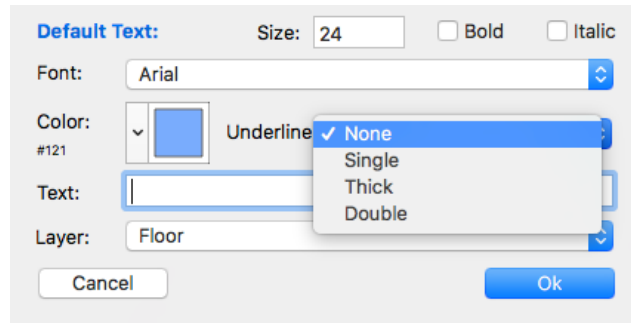 Default Text: Size: 24 Bold Italic
Font: Arial
Color: Underline ✓ None
#121
Single
Text: Thick
Double
Layer: Floor
Cancel Ok